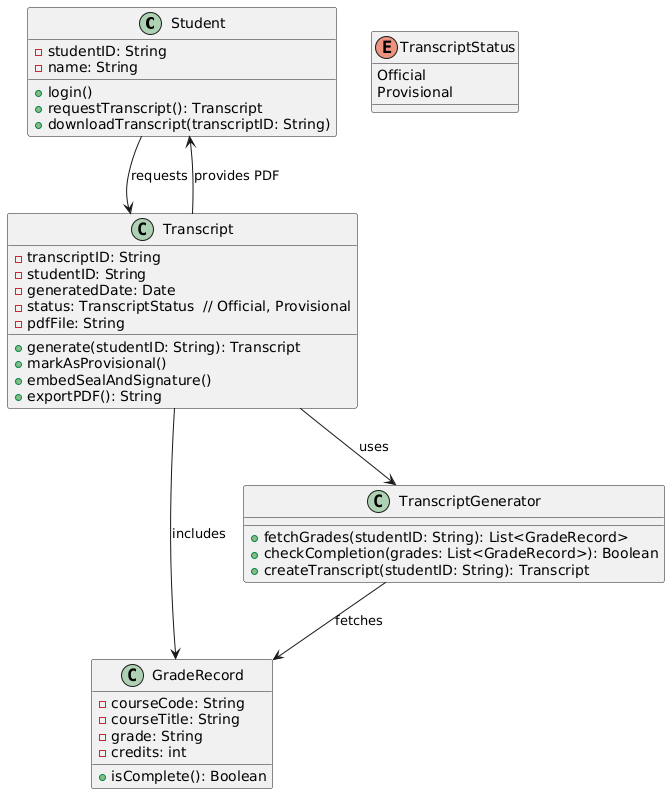 C Student
studentID: String
name: String
login()
requestTranscript(): Transcript
downloadTranscript(transcriptID: String)
E TranscriptStatus
Official
Provisional
requests
provides PDF
C Transcript
transcriptID: String
studentID: String
generatedDate: Date
status: TranscriptStatus // Official, Provisional
pdfFile: String
generate(studentID: String): Transcript
markAsProvisional()
embedSealAndSignature()
exportPDF(): String
uses
includes
C TranscriptGenerator
fetchGrades(studentID: String): List<GradeRecord>
checkCompletion(grades: List<GradeRecord>): Boolean
createTranscript(studentID: String): Transcript
fetches
C GradeRecord
courseCode: String
courseTitle: String
grade: String
credits: int
isComplete(): Boolean